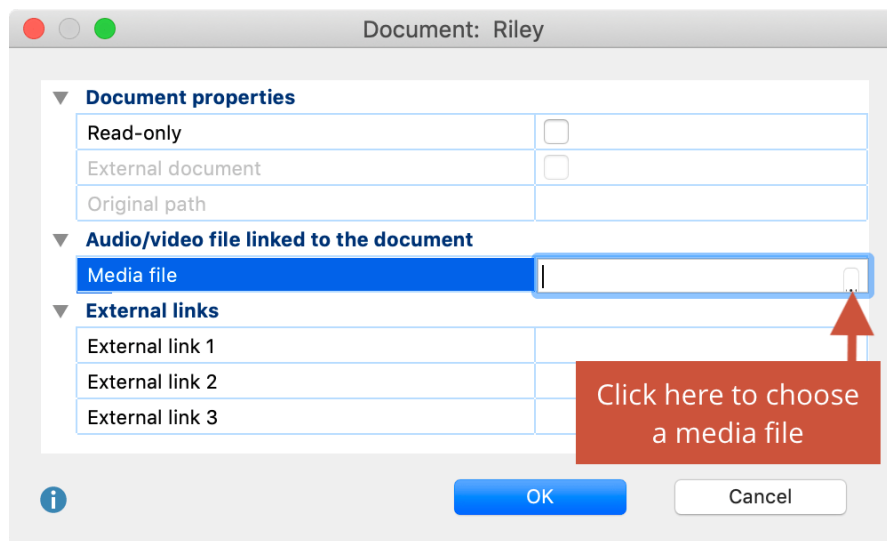 Document: Riley
Document properties
Read-only
External document
Original path
Audio/video file linked to the document
Media file
External links
External link 1
External link 2
External link 3
Click here to choose
a media file
OK
Cancel